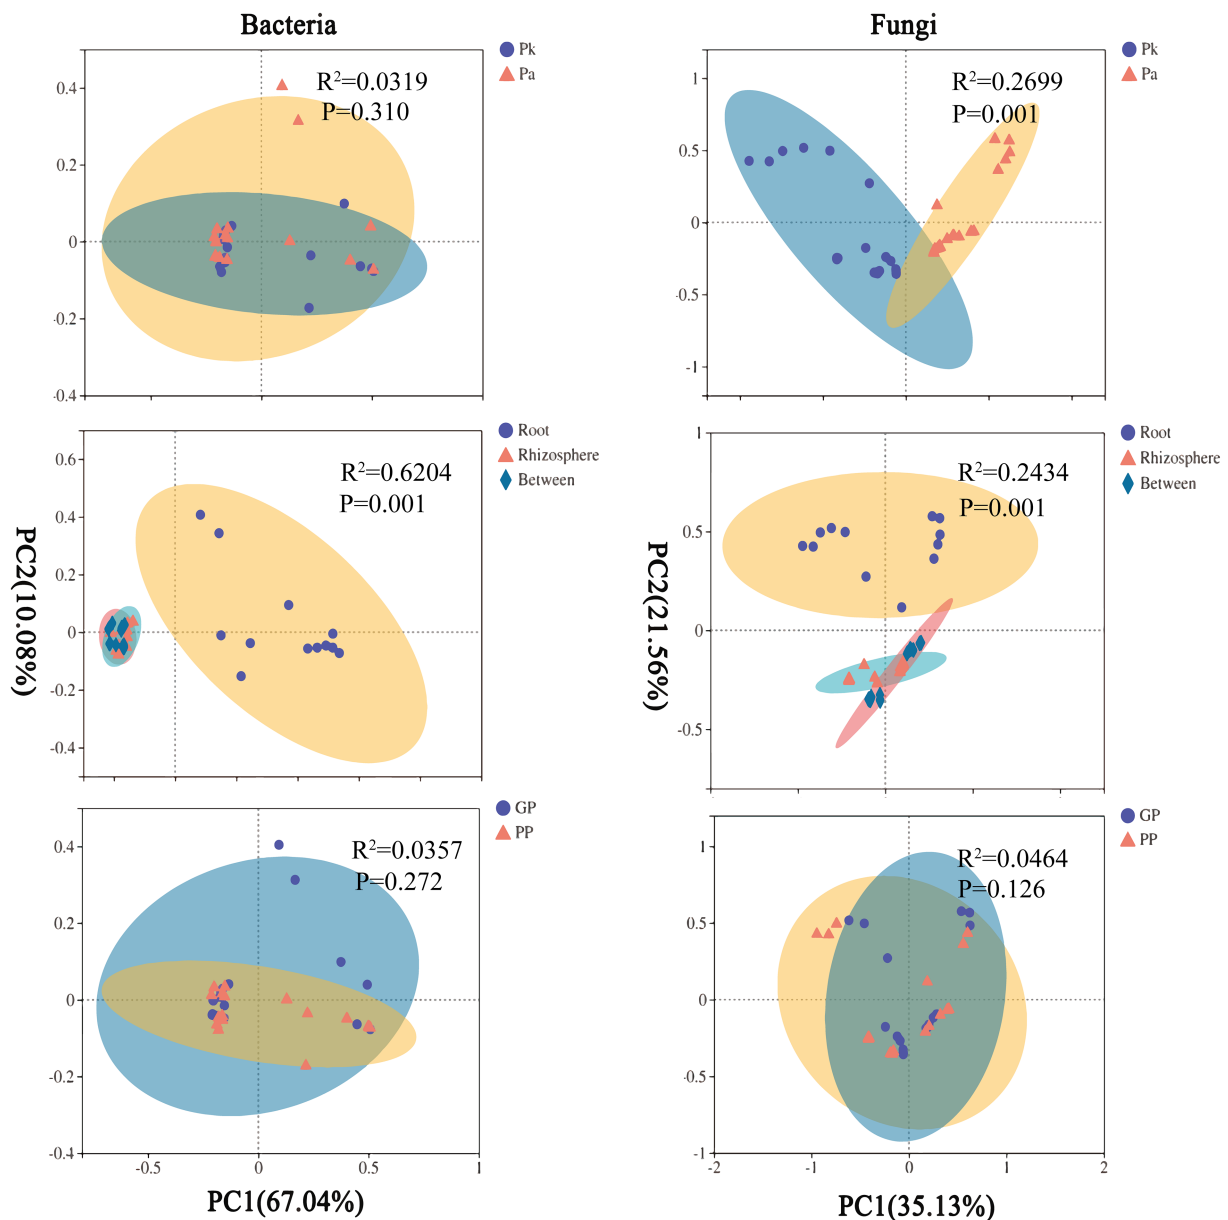 Bacteria
Fungi
Pk
Pa
R²=0.0319
P=0.310
0.4
0.2
0
-0.2
-0.4
Pk
Pa
R²=0.2699
P=0.001
1
0.5
0
-0.5
-1
Root
Rhizosphere
Between
R²=0.6204
P=0.001
0.6
0.4
0.2
0
-0.2
-0.4
PC2(10.08%)
Root
Rhizosphere
Between
R²=0.2434
P=0.001
1
0.5
0
-0.5
PC2(21.56%)
GP
PP
R²=0.0357
P=0.272
0.4
0.2
0
-0.2
-0.4
-0.5
0
0.5
1
PC1(67.04%)
GP
PP
R²=0.0464
P=0.126
1
0.5
0
-0.5
-1
-2
-1
0
1
2
PC1(35.13%)